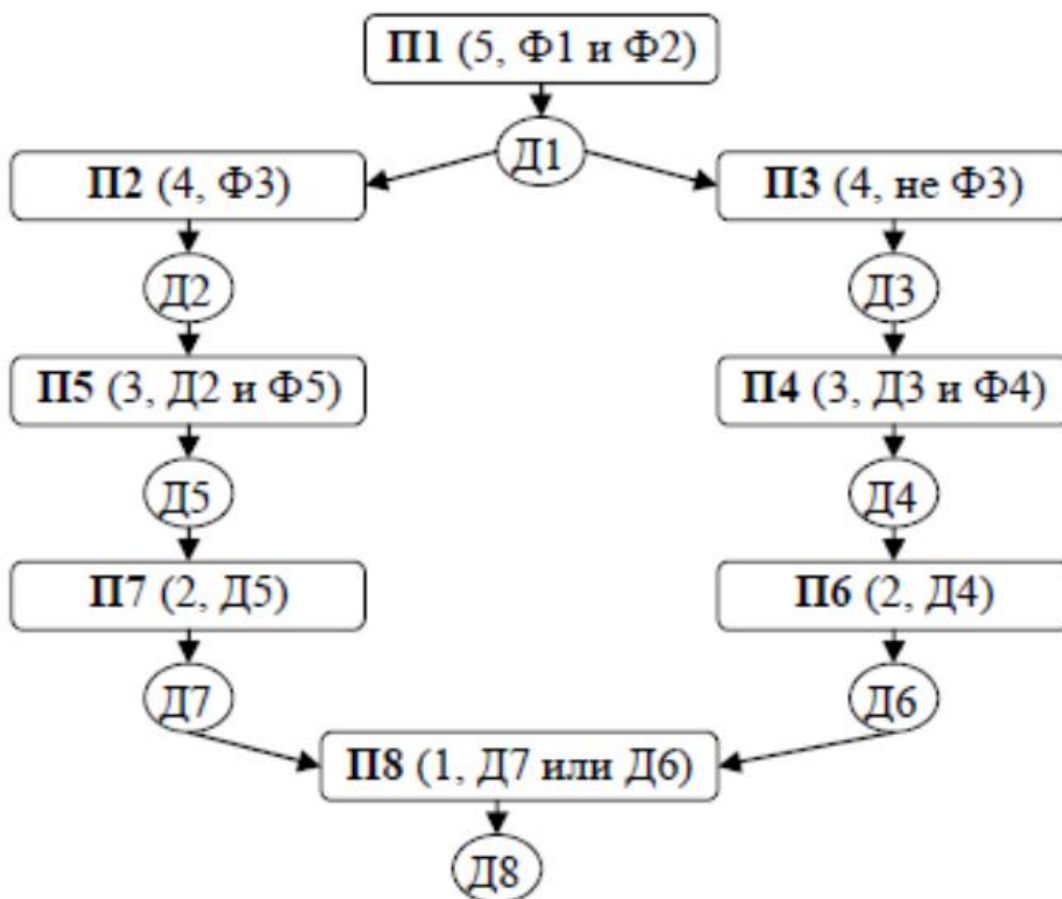 П1 (5, Ф1 и Ф2)
Д1
П2 (4, Ф3)
П3 (4, не Ф3)
Д2
Д3
П5 (3, Д2 и Ф5)
П4 (3, Д3 и Ф4)
Д5
Д4
П7 (2, Д5)
П6 (2, Д4)
Д7
Д6
П8 (1, Д7 или Д6)
Д8